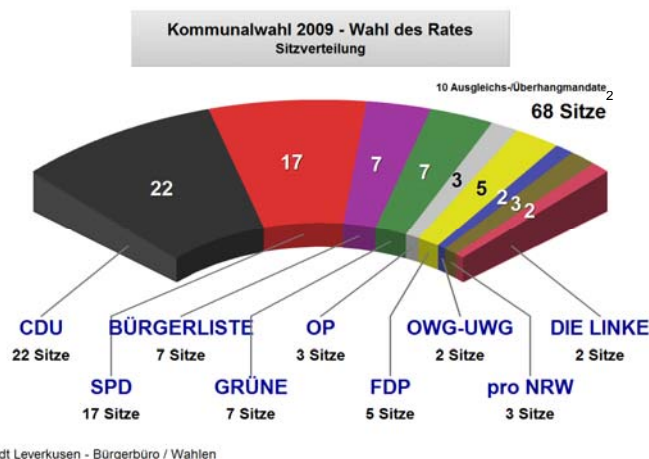 Kommunalwahl 2009 - Wahl des Rates
Sitzverteilung
10 Ausgleichs-/Überhangmandate
2
68 Sitze
22
17
7
7
3
5
2
3
2
CDU
BÜRGERLISTE
OP
OWG-UWG
DIE LINKE
22 Sitze
7 Sitze
3 Sitze
2 Sitze
2 Sitze
SPD
GRÜNE
FDP
pro NRW
17 Sitze
7 Sitze
5 Sitze
3 Sitze
dt Leverkusen - Bürgerbüro / Wahlen